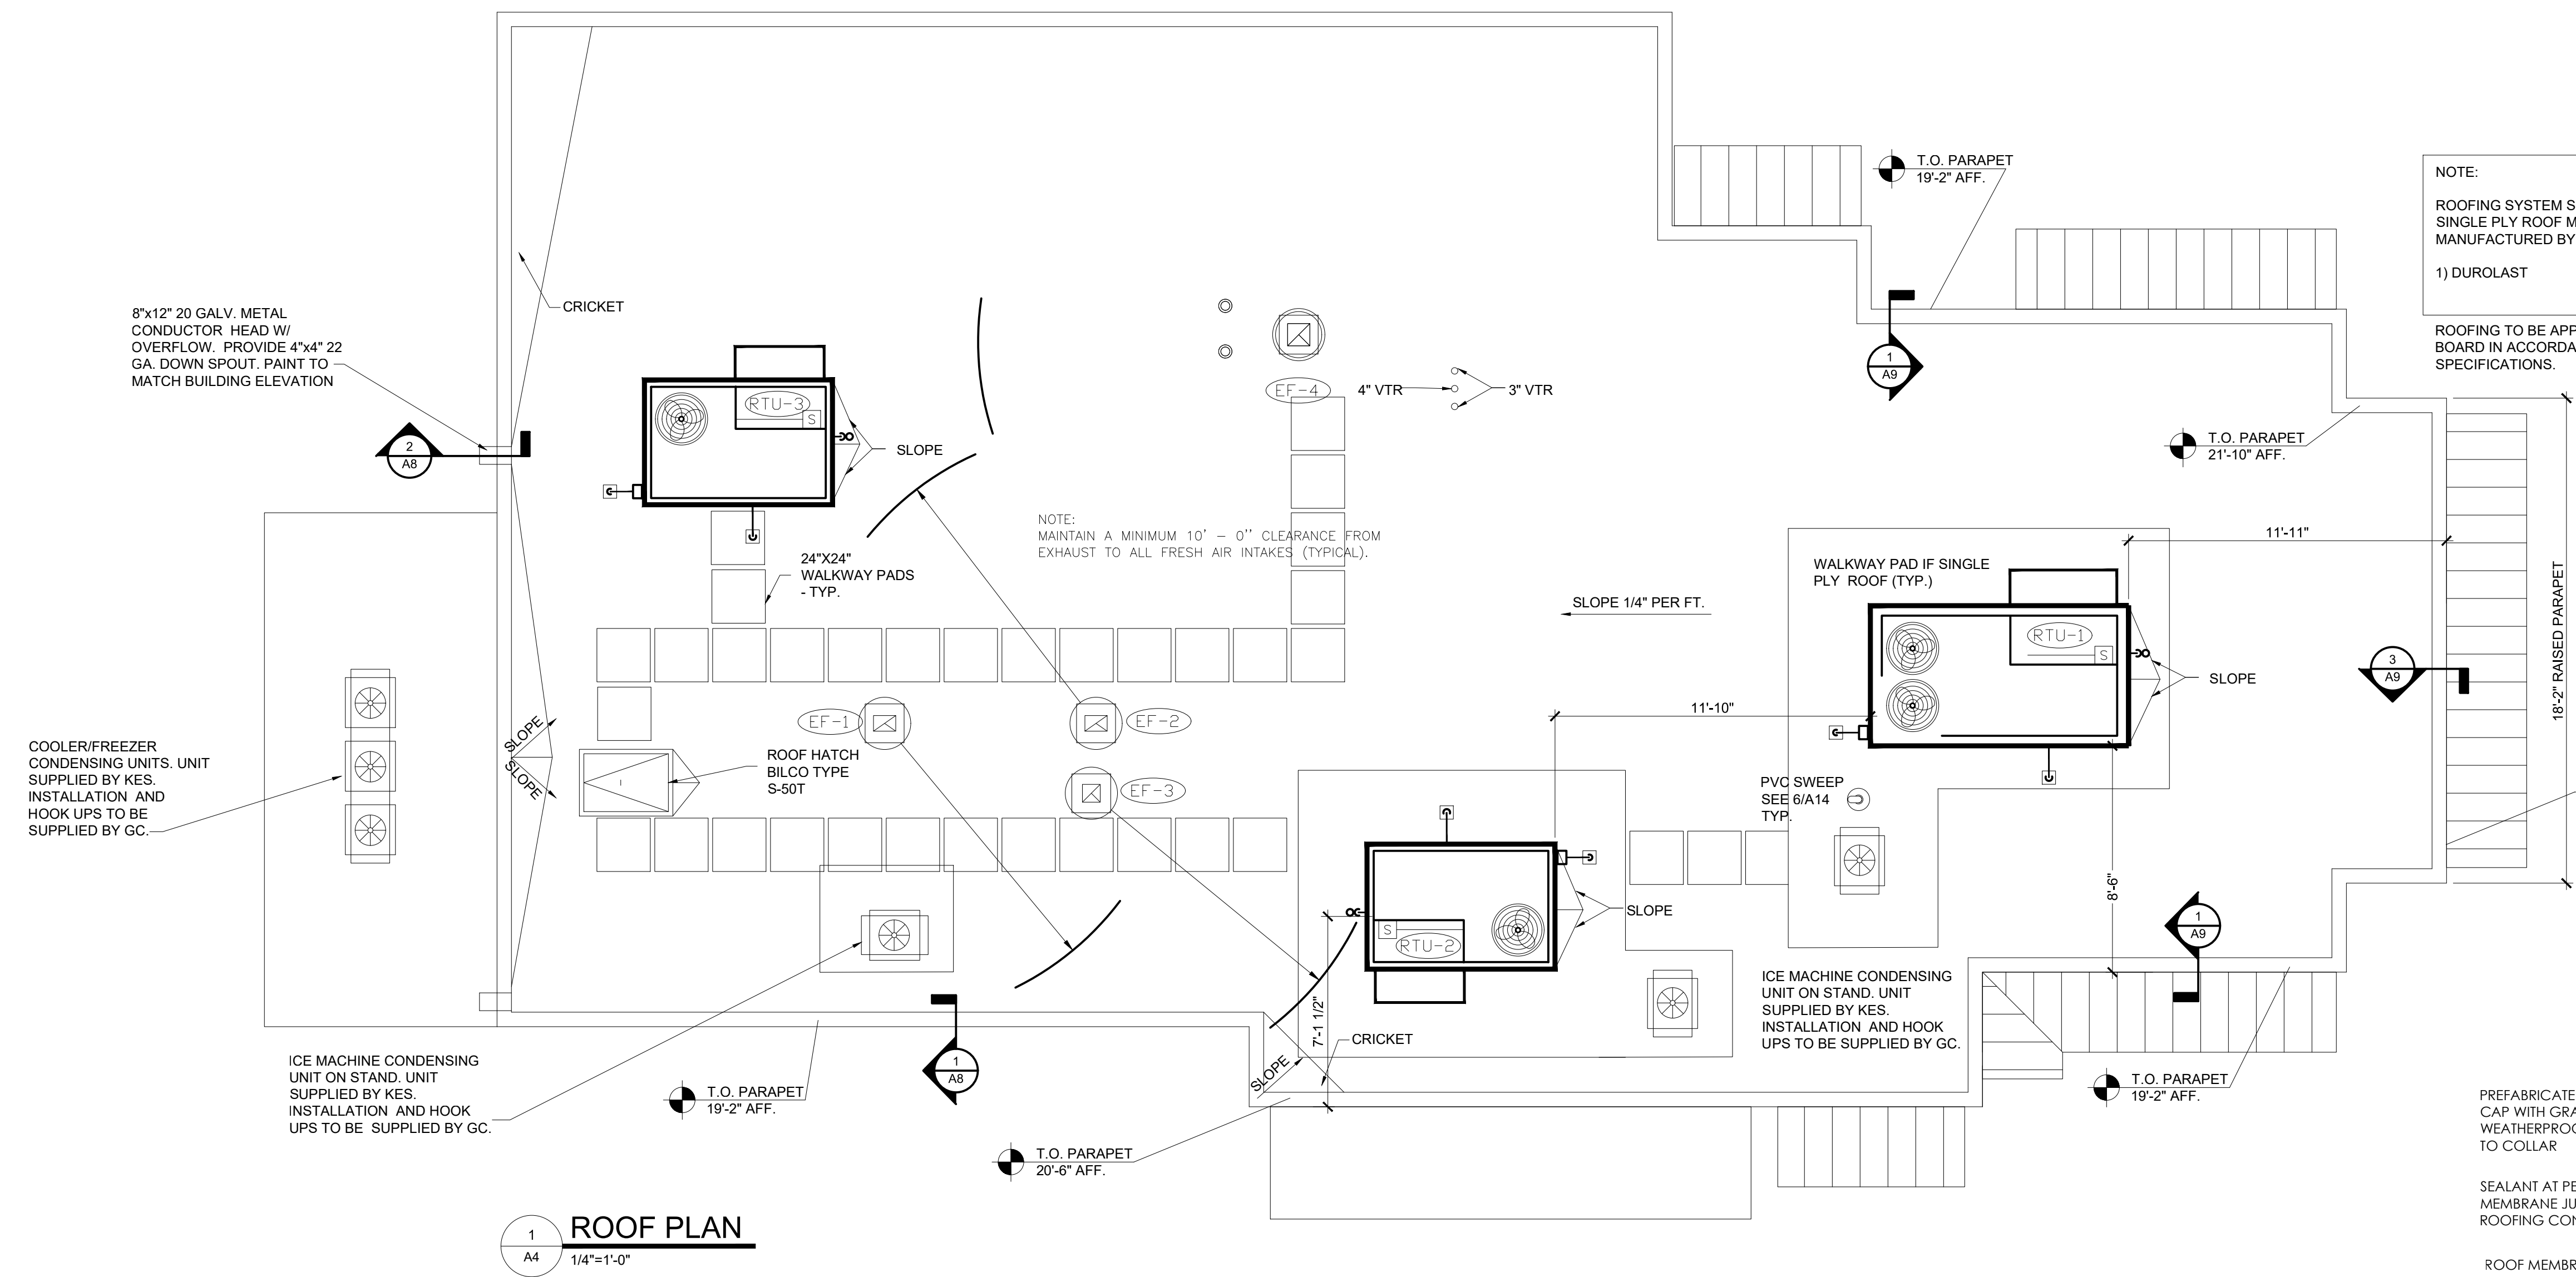 T.O. PARAPET
19'-2" AFF.
NOTE:
ROOFING SYSTEM
SINGLE PLY ROOF
MANUFACTURED BY
1) DUROLAST
ROOFING TO BE
BOARD IN
SPECIFICATIONS.
8"x12" 20 GALV. METAL
CONDUCTOR HEAD W/
OVERFLOW. PROVIDE 4"x4" 22
GA. DOWN SPOUT. PAINT TO
MATCH BUILDING ELEVATION
CRICKET
2
A8
RTU-3
S
SLOPE
EF-4
4" VTR
3" VTR
1
A9
T.O. PARAPET
21'-10" AFF.
NOTE:
MAINTAIN A MINIMUM 10' - 0'' CLEARANCE FROM
EXHAUST TO ALL FRESH AIR INTAKES (TYPICAL).
24"X24"
WALKWAY PADS
- TYP.
SLOPE 1/4" PER FT.
WALKWAY PAD IF SINGLE
PLY ROOF (TYP.)
11'-11"
RTU-1
S
SLOPE
3
A9
18'-2" RAISED PARAPET
COOLER/FREEZER
CONDENSING UNITS. UNIT
SUPPLIED BY KES.
INSTALLATION AND
HOOK UPS TO BE
SUPPLIED BY GC.
SLOPE
SLOPE
EF-1
EF-2
EF-3
ROOF HATCH
BILCO TYPE
S-50T
11'-10"
PVC SWEEP
SEE 6/A14
TYP.
8'-6"
S
RTU-2
SLOPE
7'-1 1/2"
CRICKET
SLOPE
ICE MACHINE CONDENSING
UNIT ON STAND. UNIT
SUPPLIED BY KES.
INSTALLATION AND HOOK
UPS TO BE SUPPLIED BY GC.
1
A9
ICE MACHINE CONDENSING
UNIT ON STAND. UNIT
SUPPLIED BY KES.
INSTALLATION AND HOOK
UPS TO BE SUPPLIED BY GC.
1
A8
T.O. PARAPET
19'-2" AFF.
T.O. PARAPET
20'-6" AFF.
T.O. PARAPET
19'-2" AFF.
CAP WITH
TO COLLAR
SEALANT AT
MEMBRANE
ROOFING
ROOF
1
A4
ROOF PLAN
1/4"=1'-0"